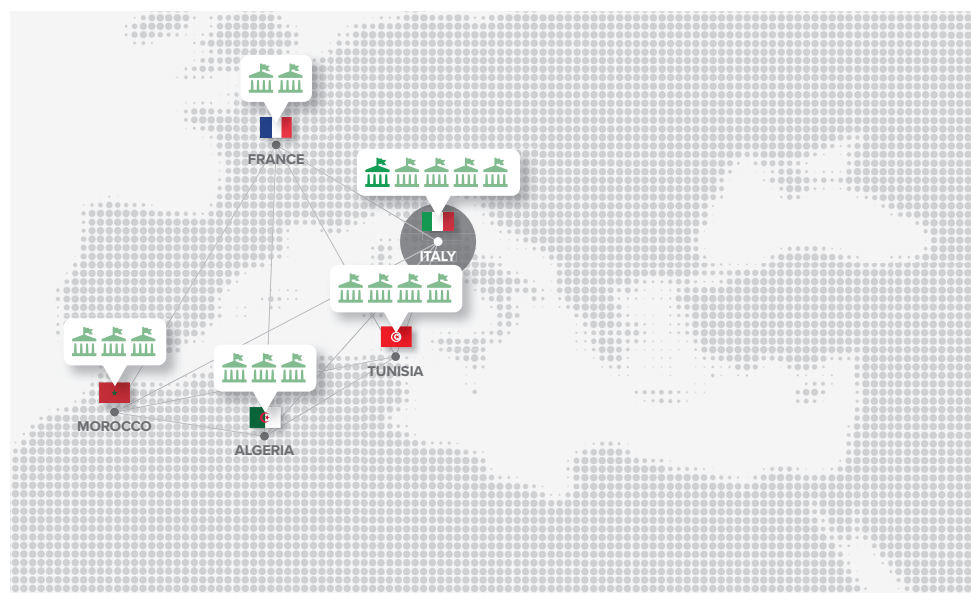 FRANCE
ITALY
TUNISIA
MOROCCO
ALGERIA